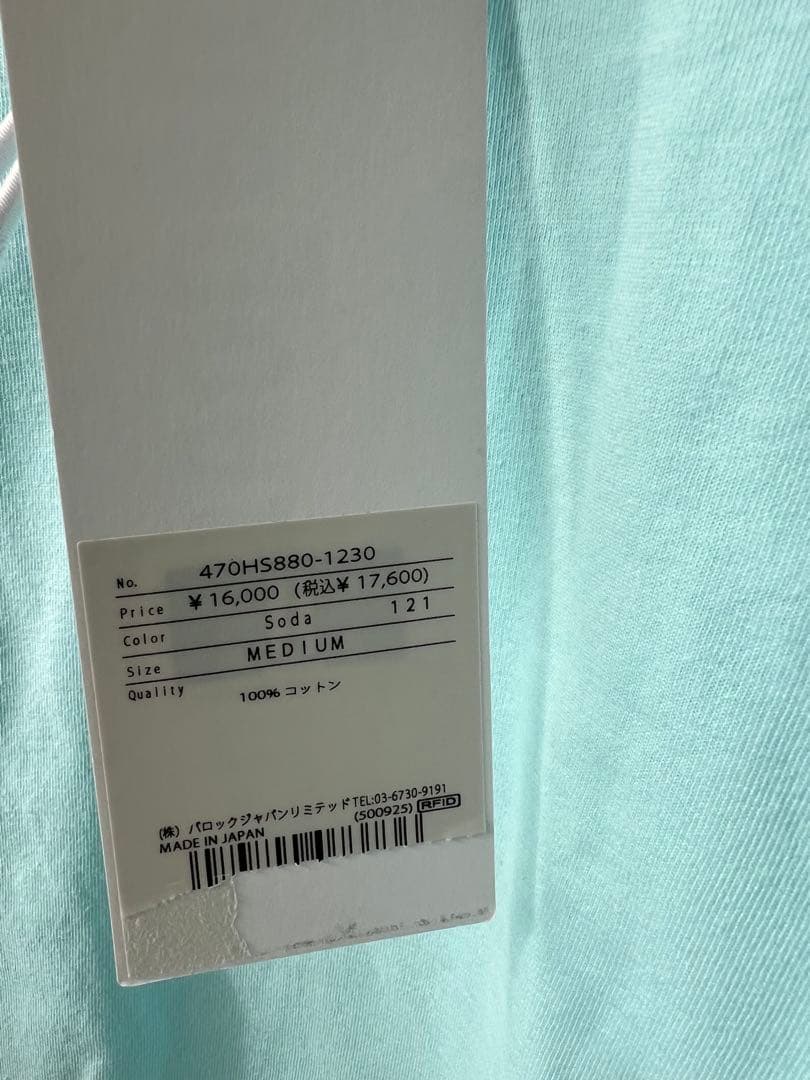 No. 470HS880-1230
Price ¥16,000 (税込¥ 17,600)
Color Soda 121
Size MEDIUM
Quality 100% コットン
(株) バロックジャパンリミテッド TEL:03-6730-9191
MADE IN JAPAN (500925) RFID